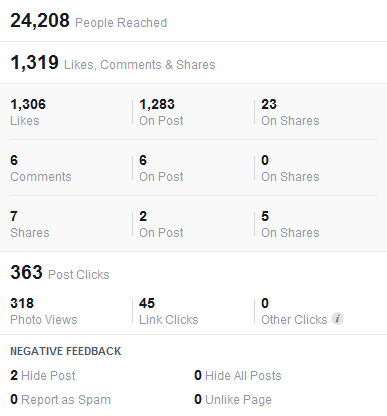 24,208 People Reached
1,319 Likes, Comments & Shares
1,306 1,283 23
Likes On Post On Shares
6 6 0
Comments On Post On Shares
7 2 5
Shares On Post On Shares
363 Post Clicks
318 45 0
Photo Views Link Clicks Other Clicks i
NEGATIVE FEEDBACK
2 Hide Post 0 Hide All Posts
0 Report as Spam 0 Unlike Page